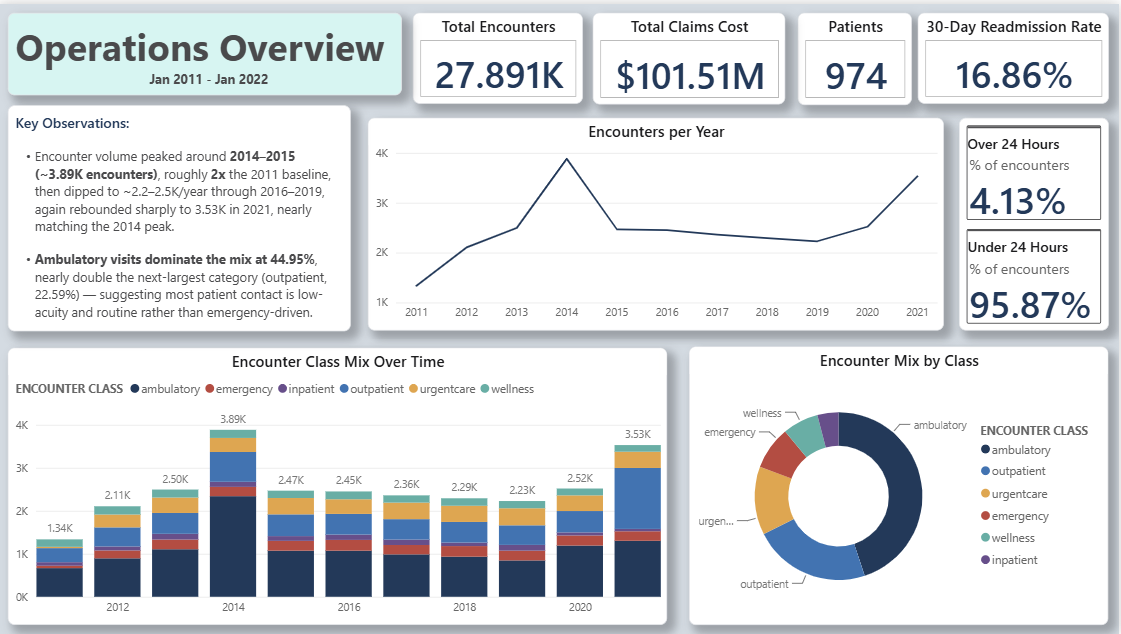 Operations Overview
Jan 2011 - Jan 2022
Total Encounters
27.891K
Total Claims Cost
$101.51M
Patients
974
30-Day Readmission Rate
16.86%
Key Observations:
• Encounter volume peaked around 2014–2015
(~3.89K encounters), roughly 2x the 2011 baseline,
then dipped to ~2.2–2.5K/year through 2016–2019,
again rebounded sharply to 3.53K in 2021, nearly
matching the 2014 peak.
• Ambulatory visits dominate the mix at 44.95%,
nearly double the next-largest category (outpatient,
22.59%) — suggesting most patient contact is low-
acuity and routine rather than emergency-driven.
Encounters per Year
4K
3K
2K
1K
2011 2012 2013 2014 2015 2016 2017 2018 2019 2020 2021
Over 24 Hours
% of encounters
4.13%
Under 24 Hours
% of encounters
95.87%
Encounter Class Mix Over Time
ENCOUNTER CLASS ambulatory emergency inpatient outpatient urgentcare wellness
4K
3K
2K
1K
0K
1.34K
2.11K
2.50K
3.89K
2.47K
2.45K
2.36K
2.29K
2.23K
2.52K
3.53K
2012 2014 2016 2018 2020
Encounter Mix by Class
wellness
emergency
urgen...
outpatient
ambulatory
ENCOUNTER CLASS
ambulatory
outpatient
urgentcare
emergency
wellness
inpatient